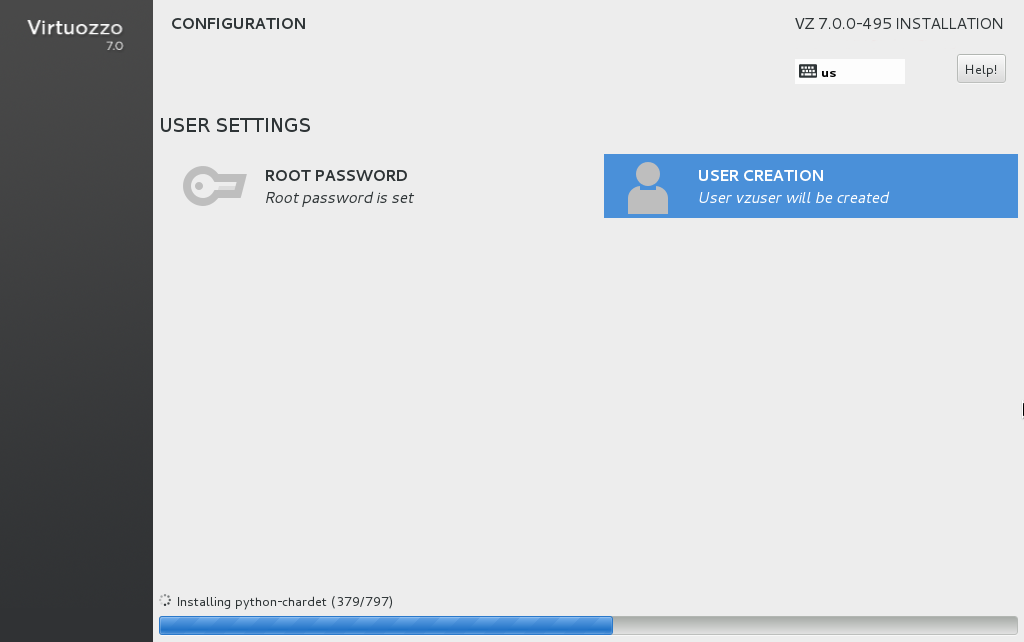 Virtuozzo
7.0
CONFIGURATION
VZ 7.0.0-495 INSTALLATION
us
Help!
USER SETTINGS
ROOT PASSWORD
Root password is set
USER CREATION
User vzuser will be created
Installing python-chardet (379/797)